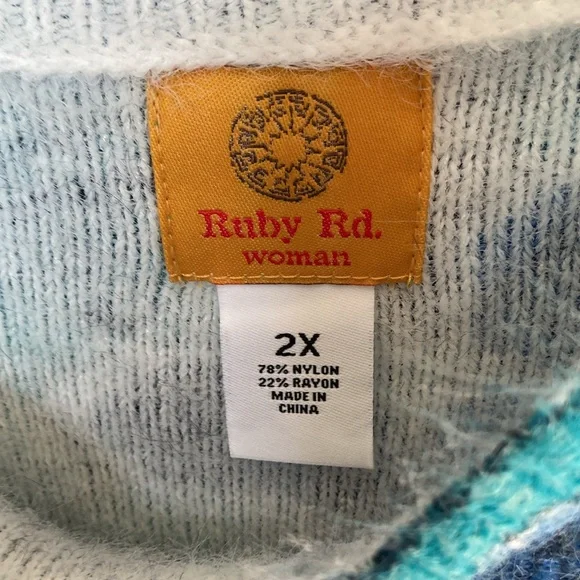 Ruby Rd.
woman
2X
78% NYLON
22% RAYON
MADE IN
CHINA